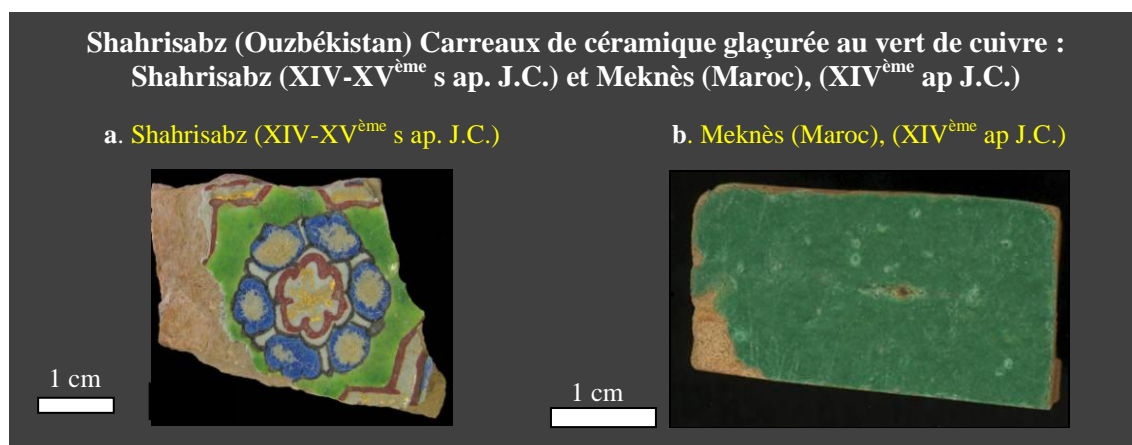 Shahrisabz (Ouzbékistan) Carreaux de céramique glaçurée au vert de cuivre :
Shahrisabz (XIV-XVème s ap. J.C.) et Meknès (Maroc), (XIVème ap J.C.)
a. Shahrisabz (XIV-XVème s ap. J.C.)
b. Meknès (Maroc), (XIVème ap J.C.)
1 cm
1 cm